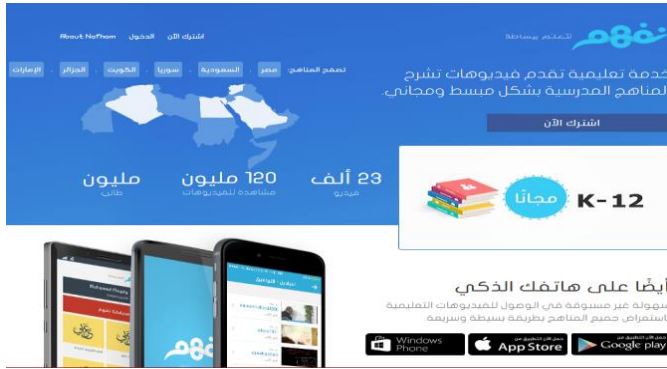 اشترك الآن الدخول About Nafham
نفهم للتعليم ببساطة
تصفح المناهج: مصر . السعودية . سوريا . الكويت . الجزائر . الإمارات
خدمة تعليمية تقدم فيديوهات تشرح
المناهج المدرسية بشكل مبسط ومجاني.
اشترك الآن
23 ألف 120 مليون مليون
فيديو مشاهدة للفيديوهات طالب
مجانًا K-12
أيضًا على هاتفك الذكي
سهولة غير مسبوقة في الوصول للفيديوهات التعليمية
استعراض جميع المناهج بطريقة بسيطة وسريعة
Windows
Phone
App Store
Google play